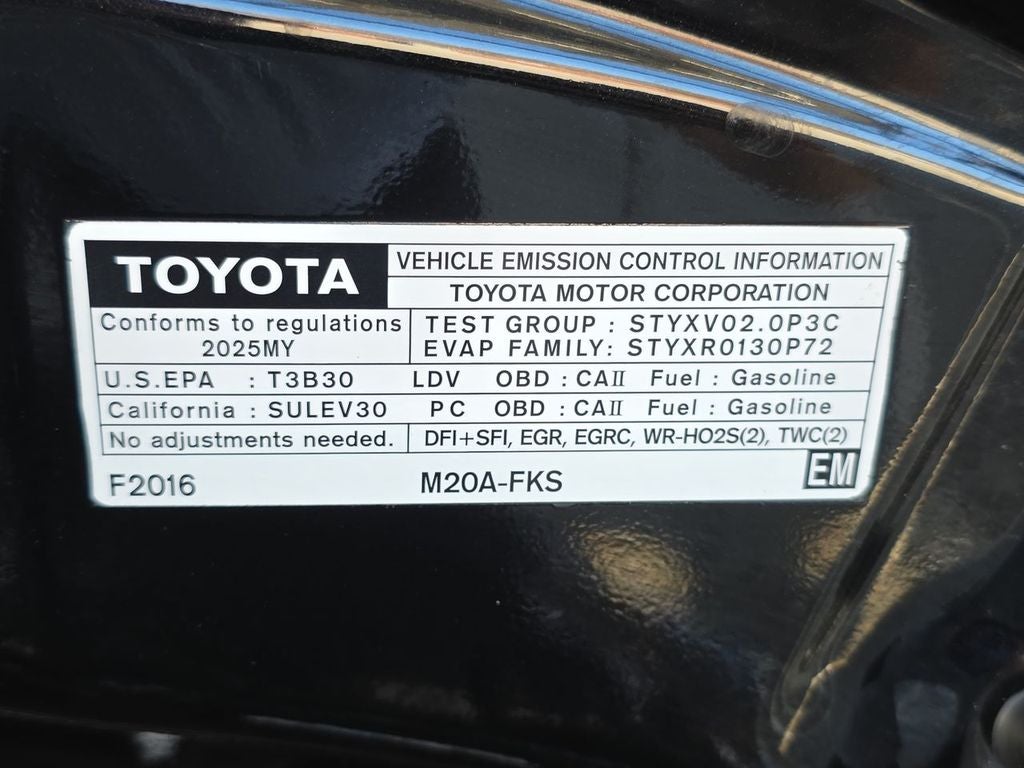 TOYOTA
VEHICLE EMISSION CONTROL INFORMATION
TOYOTA MOTOR CORPORATION
Conforms to regulations
2025MY
TEST GROUP : STYXV02.0P3C
EVAP FAMILY: STYXR0130P72
U.S.EPA : T3B30 LDV OBD : CAII Fuel : Gasoline
California : SULEV30 PC OBD : CAII Fuel : Gasoline
No adjustments needed. DFI+SFI, EGR, EGRC, WR-HO2S(2), TWC(2)
F2016 M20A-FKS EM